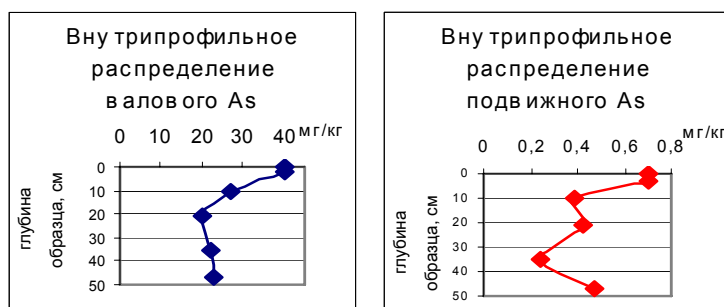 Внутрипрофильное
распределение
валового As
0 10 20 30 40 мг/кг
0
10
20
30
40
50
глубина
образца, см
Внутрипрофильное
распределение
подвижного As
0 0,2 0,4 0,6 0,8 мг/кг
0
10
20
30
40
50
глубина
образца, см